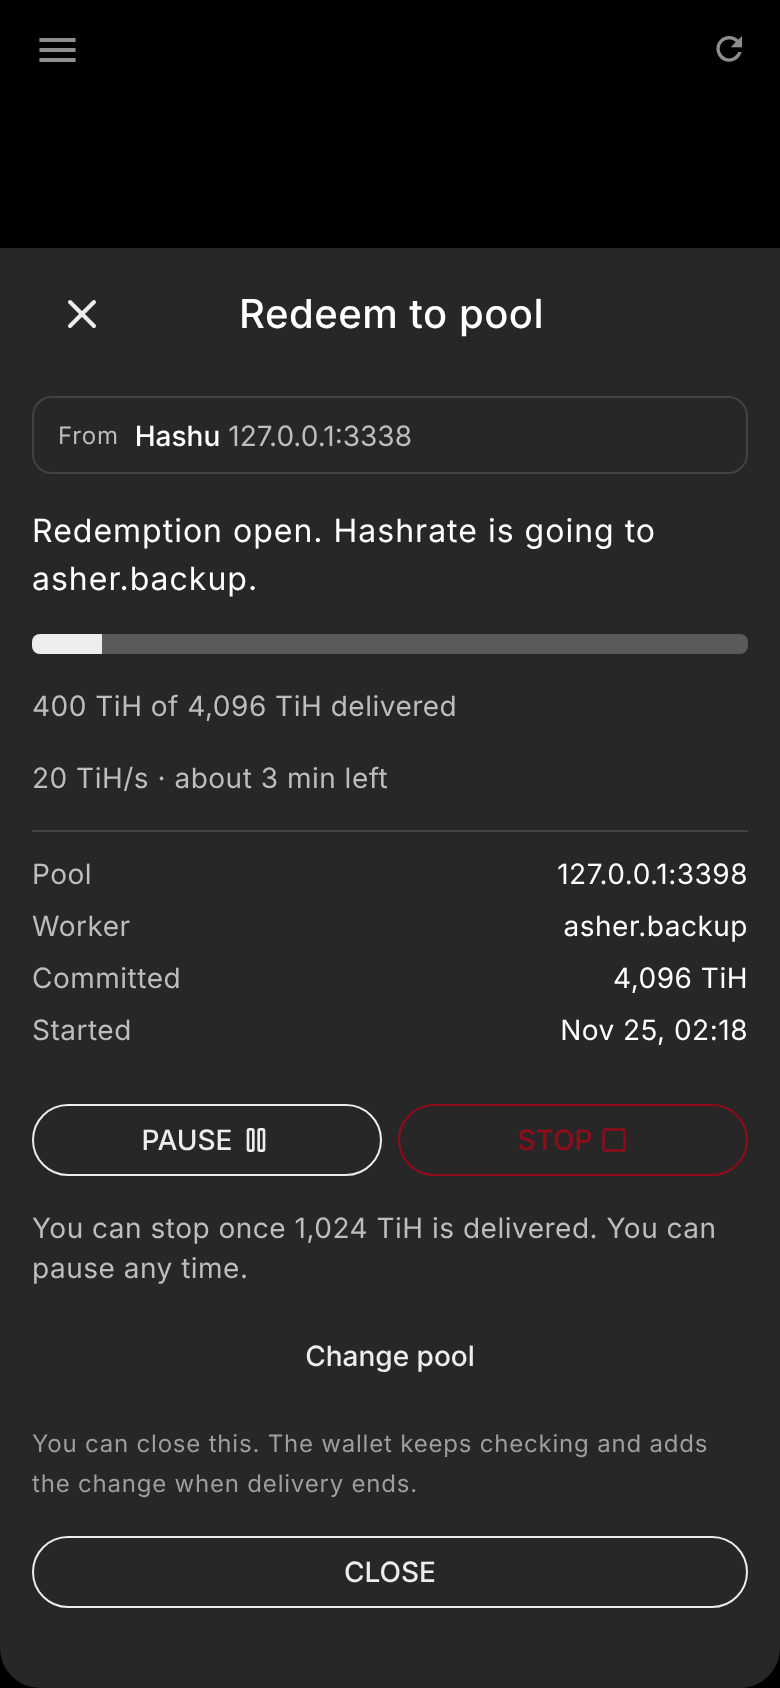 Redeem to pool
From Hashu 127.0.0.1:3338
Redemption open. Hashrate is going to
asher.backup.
400 TiH of 4,096 TiH delivered
20 TiH/s · about 3 min left
Pool 127.0.0.1:3398
Worker asher.backup
Committed 4,096 TiH
Started Nov 25, 02:18
PAUSE STOP
You can stop once 1,024 TiH is delivered. You can
pause any time.
Change pool
You can close this. The wallet keeps checking and adds
the change when delivery ends.
CLOSE